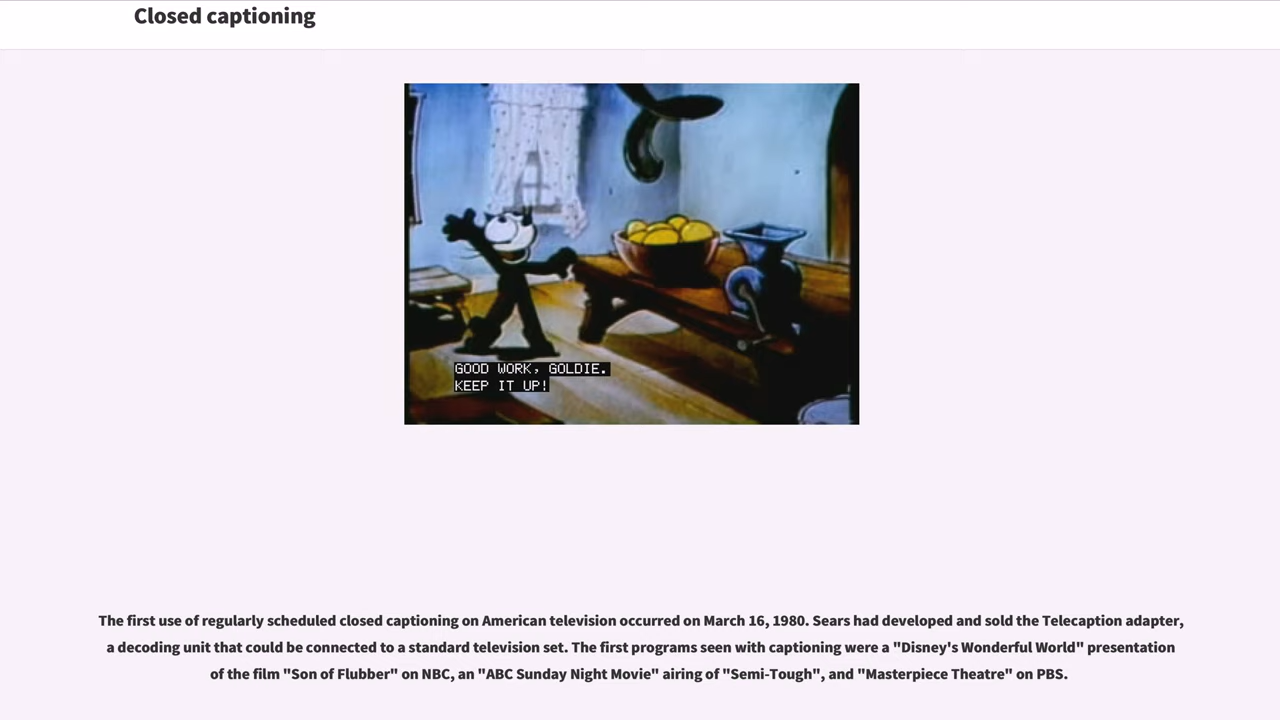 Closed captioning
GOOD WORK, GOLDIE.
KEEP IT UP!
The first use of regularly scheduled closed captioning on American television occurred on March 16, 1980. Sears had developed and sold the Telecaption adapter,
a decoding unit that could be connected to a standard television set. The first programs seen with captioning were a "Disney's Wonderful World" presentation
of the film "Son of Flubber" on NBC, an "ABC Sunday Night Movie" airing of "Semi-Tough", and "Masterpiece Theatre" on PBS.